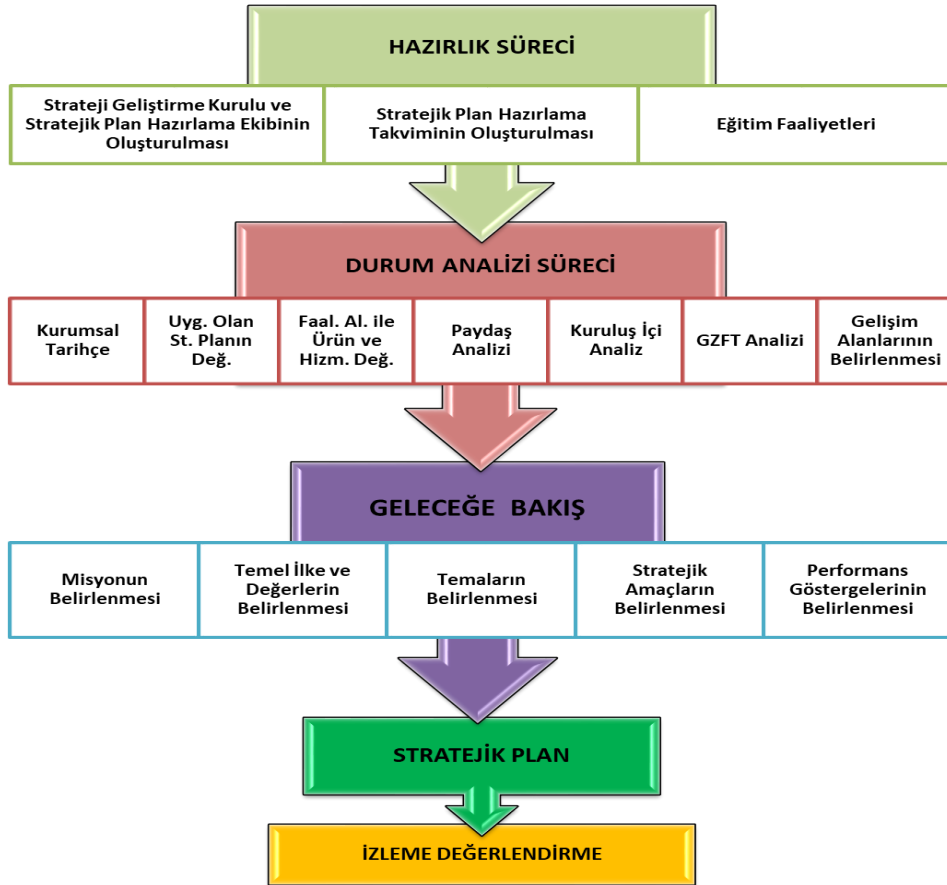 HAZIRLIK SÜRECİ
Strateji Geliştirme Kurulu ve
Stratejik Plan Hazırlama Ekibinin
Oluşturulması
Stratejik Plan Hazırlama
Takviminin Oluşturulması
Eğitim Faaliyetleri
DURUM ANALİZİ SÜRECİ
Kurumsal
Tarihçe
Uyg. Olan
St. Planın
Değ.
Faal. Al. ile
Ürün ve
Hizm. Değ.
Paydaş
Analizi
Kuruluş İçi
Analiz
GZFT Analizi
Gelişim
Alanlarının
Belirlenmesi
GELECEĞE BAKIŞ
Misyonun
Belirlenmesi
Temel İlke ve
Değerlerin
Belirlenmesi
Temaların
Belirlenmesi
Stratejik
Amaçların
Belirlenmesi
Performans
Göstergelerinin
Belirlenmesi
STRATEJİK PLAN
İZLEME DEĞERLENDİRME